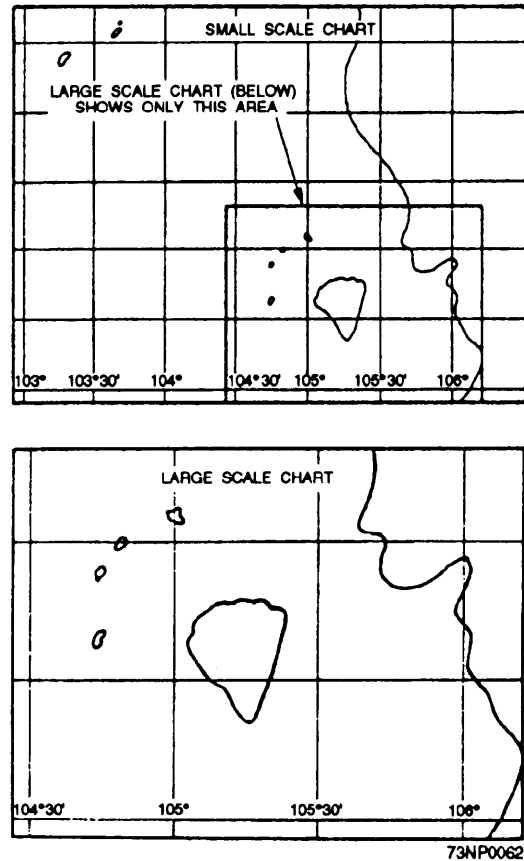 SMALL SCALE CHART
LARGE SCALE CHART (BELOW)
SHOWS ONLY THIS AREA
103° 103°30' 104° 104°30' 105° 105°30' 106°
LARGE SCALE CHART
104°30' 105° 105°30' 106°
73NP0062